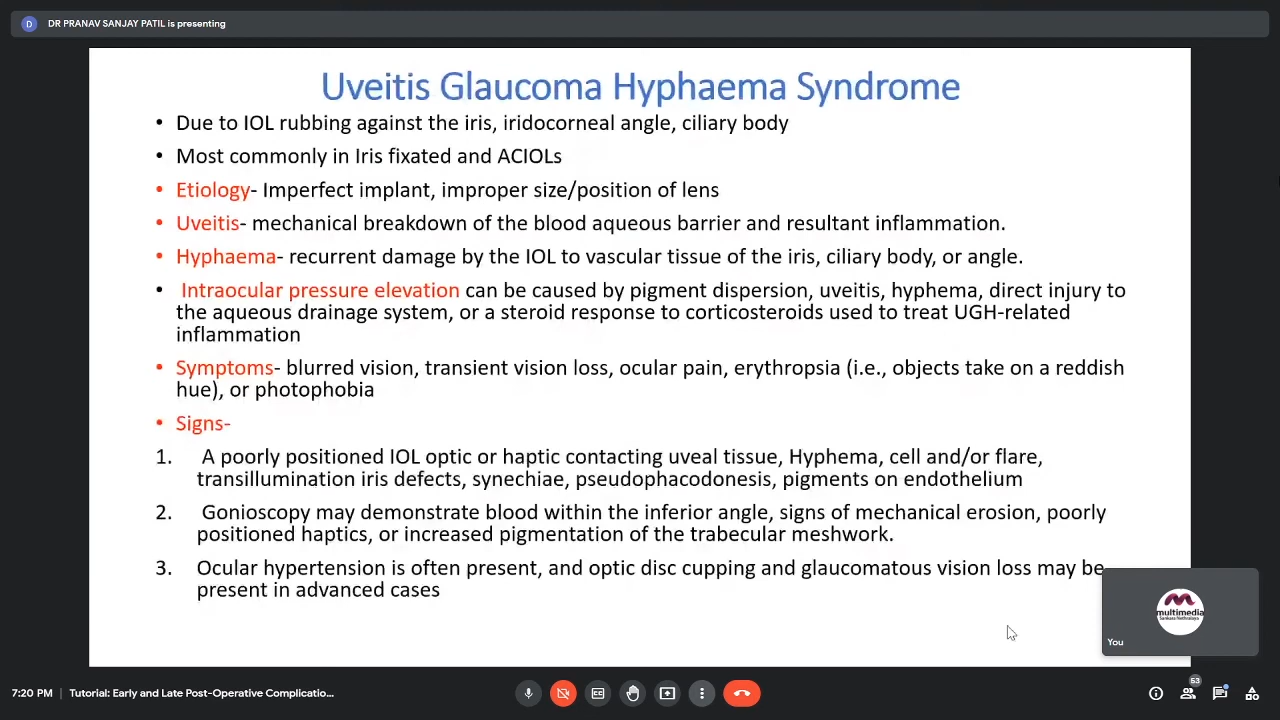 D DR PRANAV SANJAY PATIL is presenting
Uveitis Glaucoma Hyphaema Syndrome
• Due to IOL rubbing against the iris, iridocorneal angle, ciliary body
• Most commonly in Iris fixated and ACIOLs
• Etiology- Imperfect implant, improper size/position of lens
• Uveitis- mechanical breakdown of the blood aqueous barrier and resultant inflammation.
• Hyphaema- recurrent damage by the IOL to vascular tissue of the iris, ciliary body, or angle.
• Intraocular pressure elevation can be caused by pigment dispersion, uveitis, hyphema, direct injury to
the aqueous drainage system, or a steroid response to corticosteroids used to treat UGH-related
inflammation
• Symptoms- blurred vision, transient vision loss, ocular pain, erythropsia (i.e., objects take on a reddish
hue), or photophobia
• Signs-
1. A poorly positioned IOL optic or haptic contacting uveal tissue, Hyphema, cell and/or flare,
transillumination iris defects, synechiae, pseudophacodonesis, pigments on endothelium
2. Gonioscopy may demonstrate blood within the inferior angle, signs of mechanical erosion, poorly
positioned haptics, or increased pigmentation of the trabecular meshwork.
3. Ocular hypertension is often present, and optic disc cupping and glaucomatous vision loss may be
present in advanced cases
multimedia
Sankara Nethralaya
You
7:20 PM | Tutorial: Early and Late Post-Operative Complicatio...
53